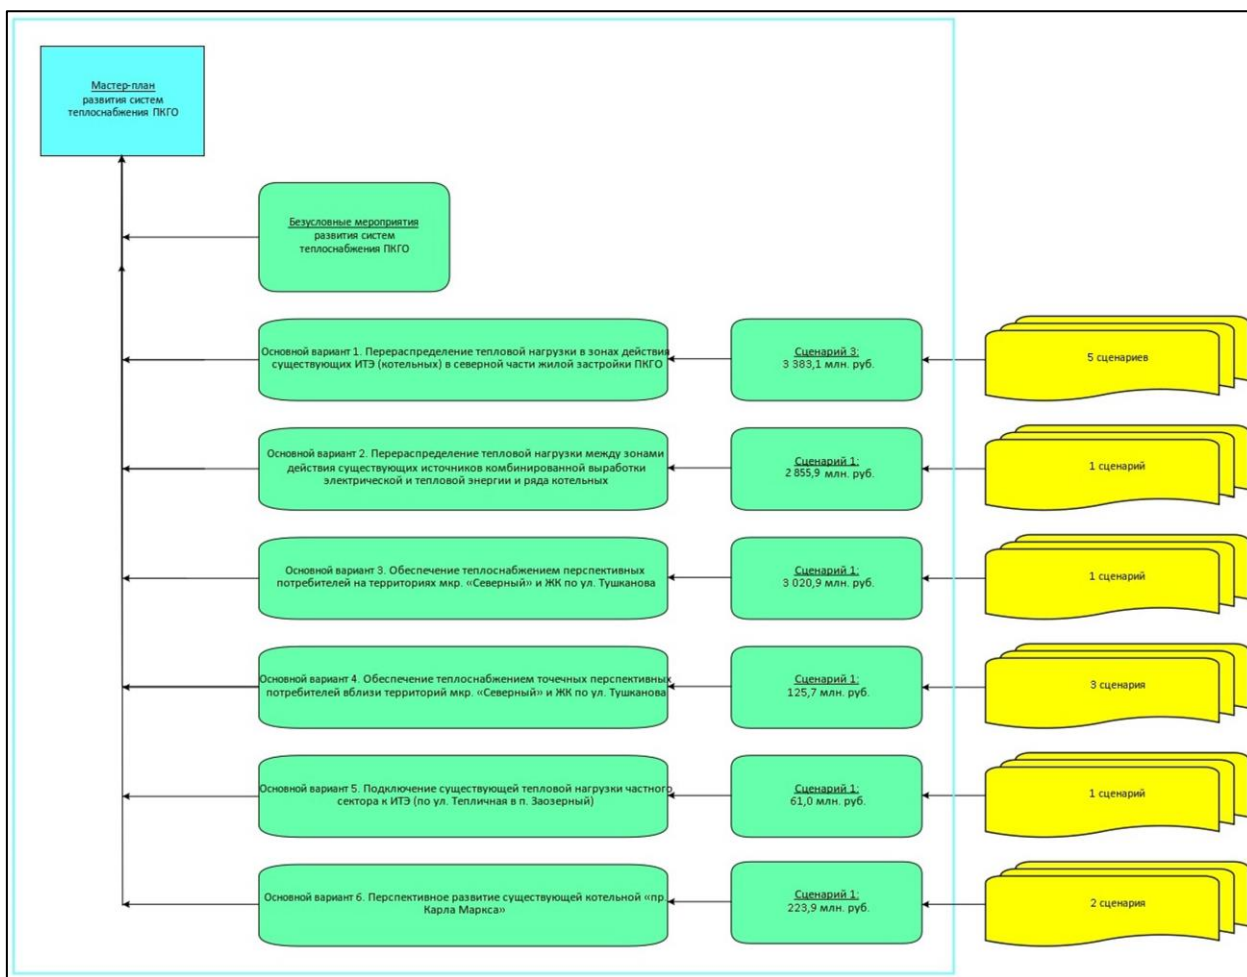 Мастер-план
развития систем
теплоснабжения ПКГО
Безусловные мероприятия
развития систем
теплоснабжения ПКГО
Основной вариант 1. Перераспределение тепловой нагрузки в зонах действия
существующих ИТЭ (котельных) в северной части жилой застройки ПКГО
Сценарий 3:
3 383,1 млн. руб.
5 сценариев
Основной вариант 2. Перераспределение тепловой нагрузки между зонами
действия существующих источников комбинированной выработки
электрической и тепловой энергии и ряда котельных
Сценарий 1:
2 855,9 млн. руб.
1 сценарий
Основной вариант 3. Обеспечение теплоснабжением перспективных
потребителей на территориях мкр. «Северный» и ЖК по ул. Тушканова
Сценарий 1:
3 020,9 млн. руб.
1 сценарий
Основной вариант 4. Обеспечение теплоснабжением точечных перспективных
потребителей вблизи территорий мкр. «Северный» и ЖК по ул. Тушканова
Сценарий 1:
125,7 млн. руб.
3 сценария
Основной вариант 5. Подключение существующей тепловой нагрузки частного
сектора к ИТЭ (по ул. Тепличная в п. Заозерный)
Сценарий 1:
61,0 млн. руб.
1 сценарий
Основной вариант 6. Перспективное развитие существующей котельной «пр.
Карла Маркса»
Сценарий 1:
223,9 млн. руб.
2 сценария